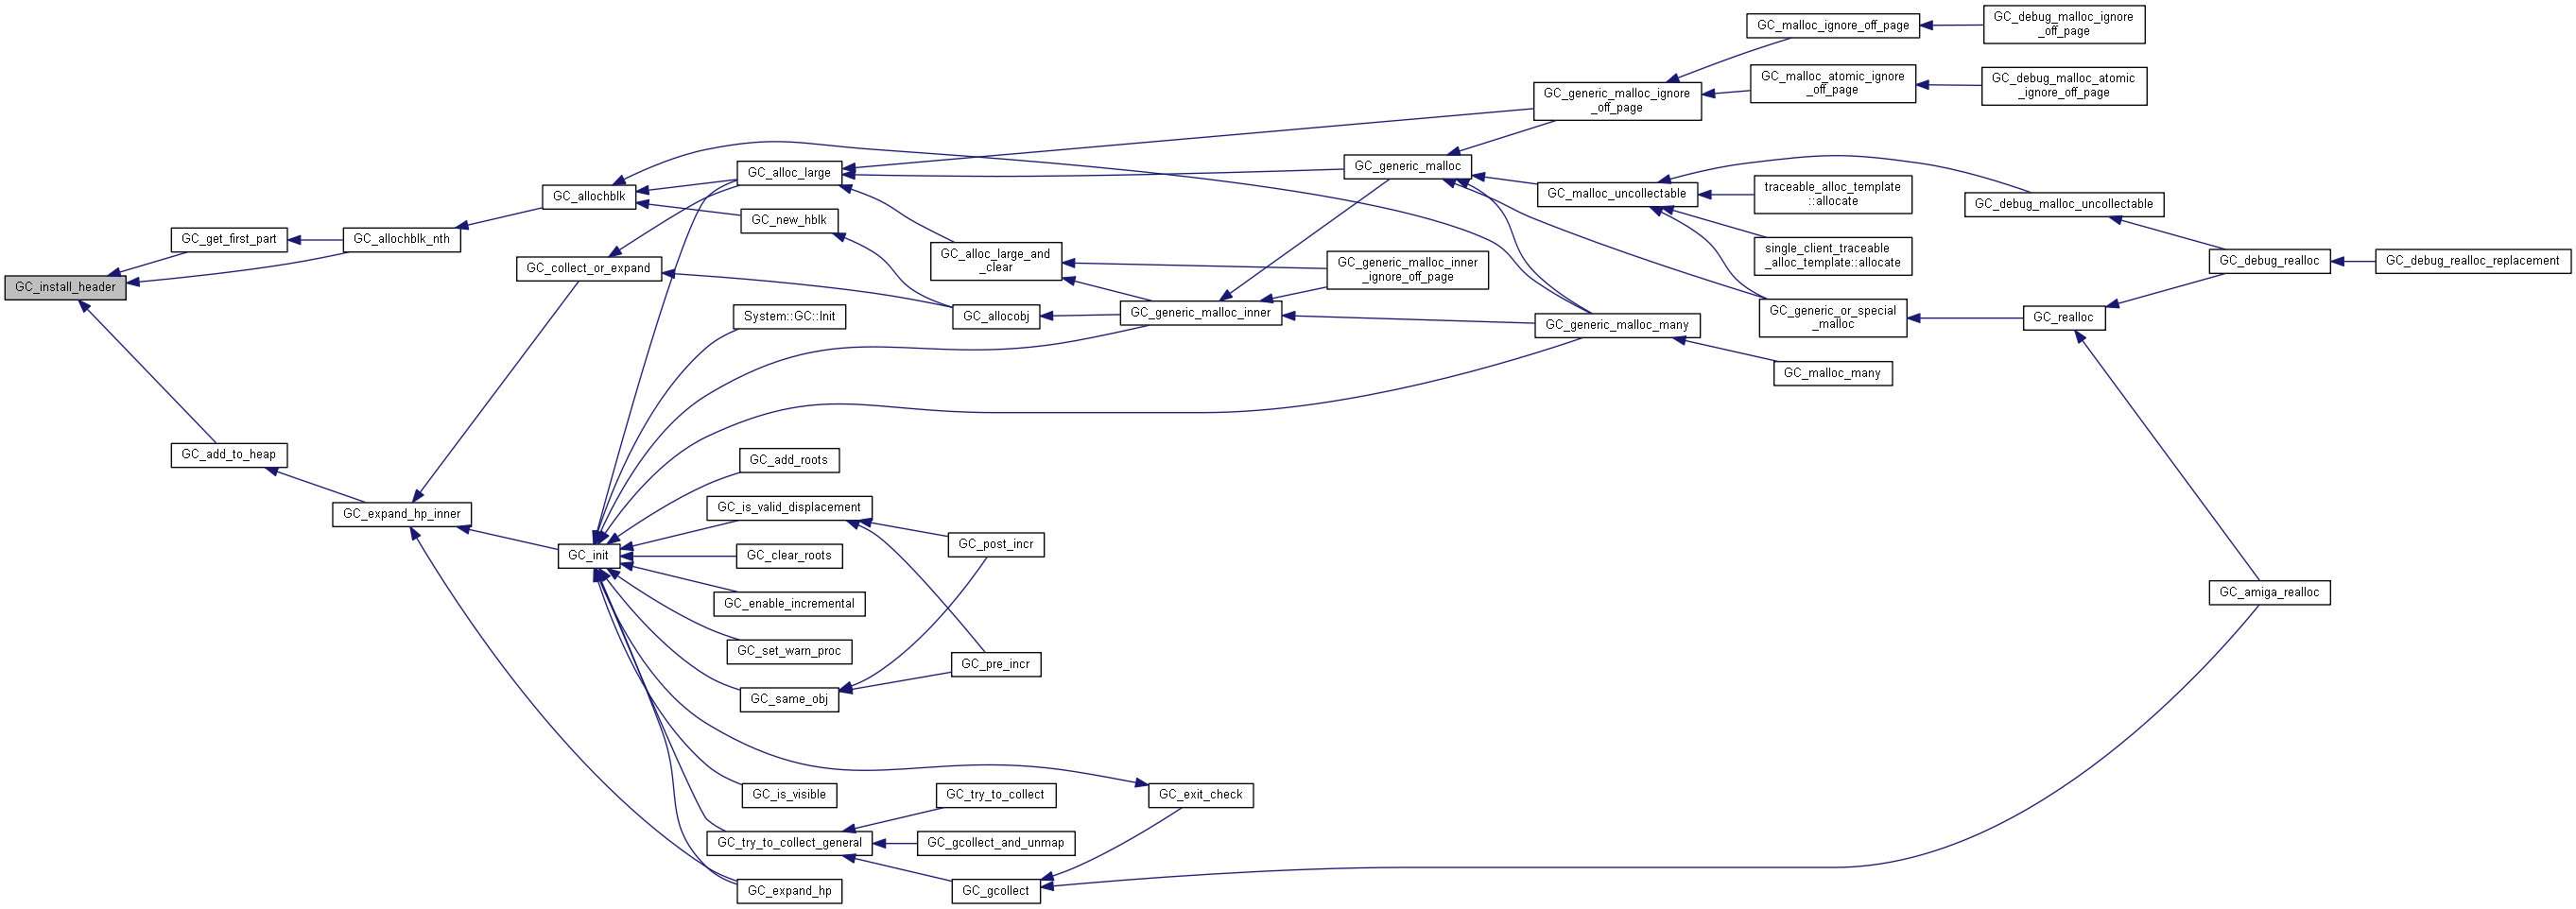 GC_install_header
GC_get_first_part
GC_add_to_heap
GC_allochblk_nth
GC_expand_hp_inner
GC_allochblk
GC_collect_or_expand
GC_init
GC_alloc_large
GC_new_hblk
System::GC::Init
GC_add_roots
GC_is_valid_displacement
GC_clear_roots
GC_enable_incremental
GC_set_warn_proc
GC_same_obj
GC_is_visible
GC_try_to_collect_general
GC_expand_hp
GC_alloc_large_and
_clear
GC_allocobj
GC_post_incr
GC_pre_incr
GC_try_to_collect
GC_gcollect_and_unmap
GC_gcollect
GC_generic_malloc_inner
GC_exit_check
GC_generic_malloc
GC_generic_malloc_inner
_ignore_off_page
GC_generic_malloc_ignore
_off_page
GC_malloc_uncollectable
GC_generic_malloc_many
GC_malloc_ignore_off_page
GC_malloc_atomic_ignore
_off_page
traceable_alloc_template
::allocate
single_client_traceable
_alloc_template::allocate
GC_generic_or_special
_malloc
GC_malloc_many
GC_debug_malloc_ignore
_off_page
GC_debug_malloc_atomic
_ignore_off_page
GC_debug_malloc_uncollectable
GC_realloc
GC_debug_realloc
GC_amiga_realloc
GC_debug_realloc_replacement